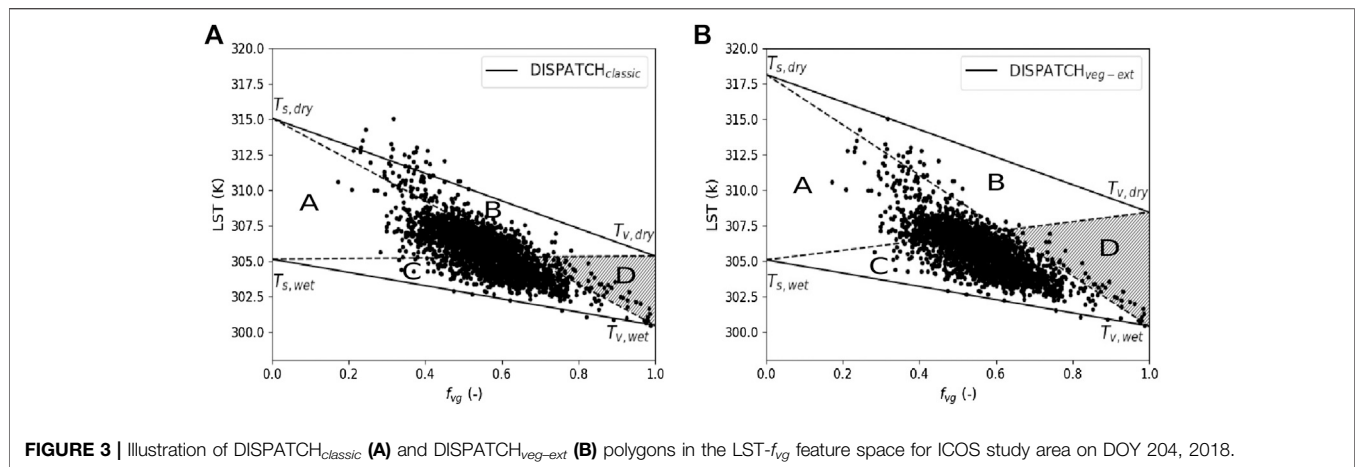 A
320.0
317.5
315.0
312.5
310.0
307.5
305.0
302.5
300.0
LST (K)
DISPATCH_classic
T_s,dry
A
B
T_v,dry
C
D
T_s,wet
T_v,wet
0.0 0.2 0.4 0.6 0.8 1.0
f_vg (-)
B
320.0
317.5
315.0
312.5
310.0
307.5
305.0
302.5
300.0
LST (k)
DISPATCH_veg-ext
T_s,dry
A
B
T_v,dry
C
D
T_s,wet
T_v,wet
0.0 0.2 0.4 0.6 0.8 1.0
f_vg (-)
FIGURE 3 | Illustration of DISPATCH_classic (A) and DISPATCH_veg–ext (B) polygons in the LST-f_vg feature space for ICOS study area on DOY 204, 2018.